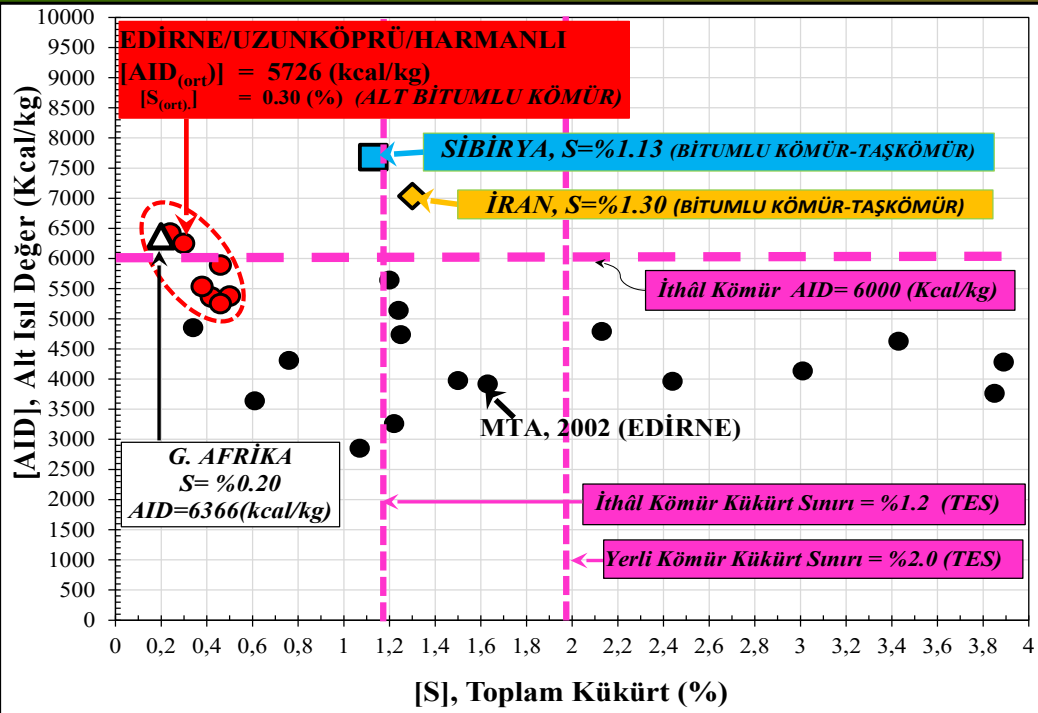 EDİRNE/UZUNKÖPRÜ/HARMANLI
[AID(ort)] = 5726 (kcal/kg)
[S(ort).] = 0.30 (%) (ALT BİTUMLU KÖMÜR)
SİBİRYA, S=%1.13 (BİTUMLU KÖMÜR-TAŞKÖMÜR)
İRAN, S=%1.30 (BİTUMLU KÖMÜR-TAŞKÖMÜR)
İthâl Kömür AID= 6000 (Kcal/kg)
MTA, 2002 (EDİRNE)
G. AFRİKA
S= %0.20
AID=6366(kcal/kg)
İthâl Kömür Kükürt Sınırı = %1.2 (TES)
Yerli Kömür Kükürt Sınırı = %2.0 (TES)
[AID], Alt Isıl Değer (Kcal/kg)
10000
9500
9000
8500
8000
7500
7000
6500
6000
5500
5000
4500
4000
3500
3000
2500
2000
1500
1000
500
0
0 0,2 0,4 0,6 0,8 1 1,2 1,4 1,6 1,8 2 2,2 2,4 2,6 2,8 3 3,2 3,4 3,6 3,8 4
[S], Toplam Kükürt (%)